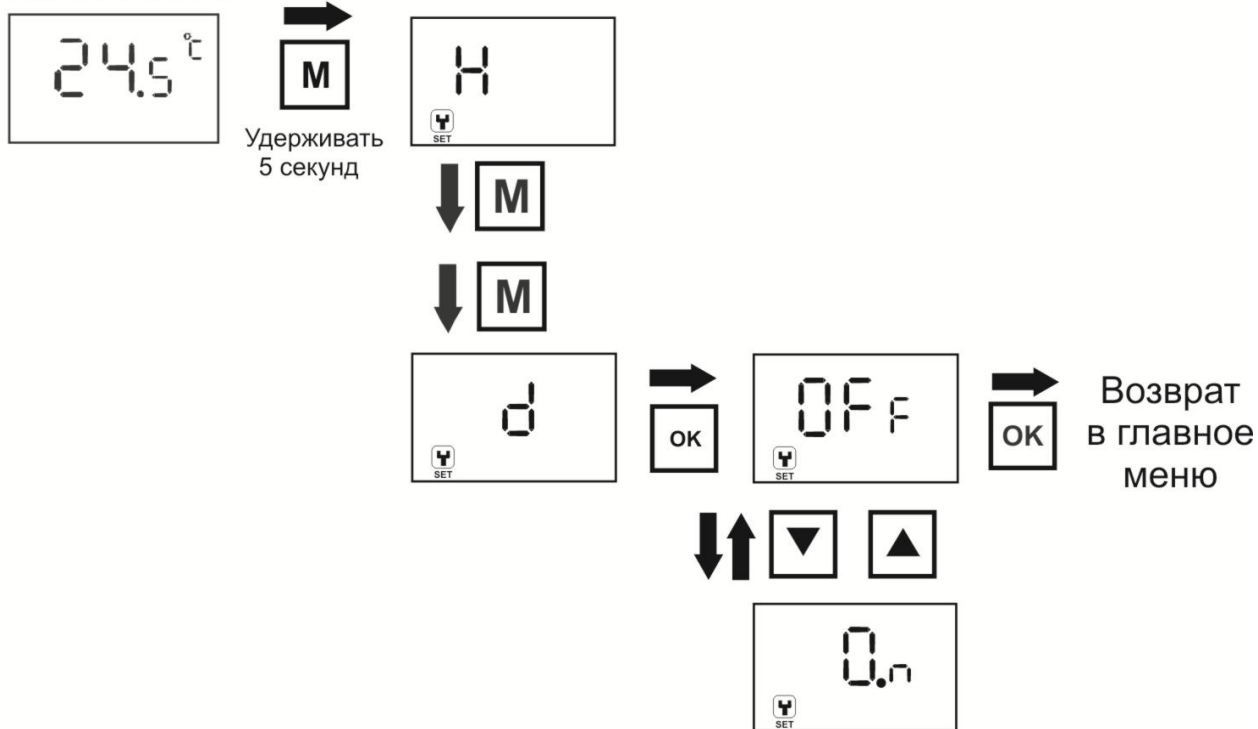 24.5 °C
M
Удерживать
5 секунд
H
SET
M
M
d
SET
OK
OFF
SET
OK
Возврат
в главное
меню
0.n
SET